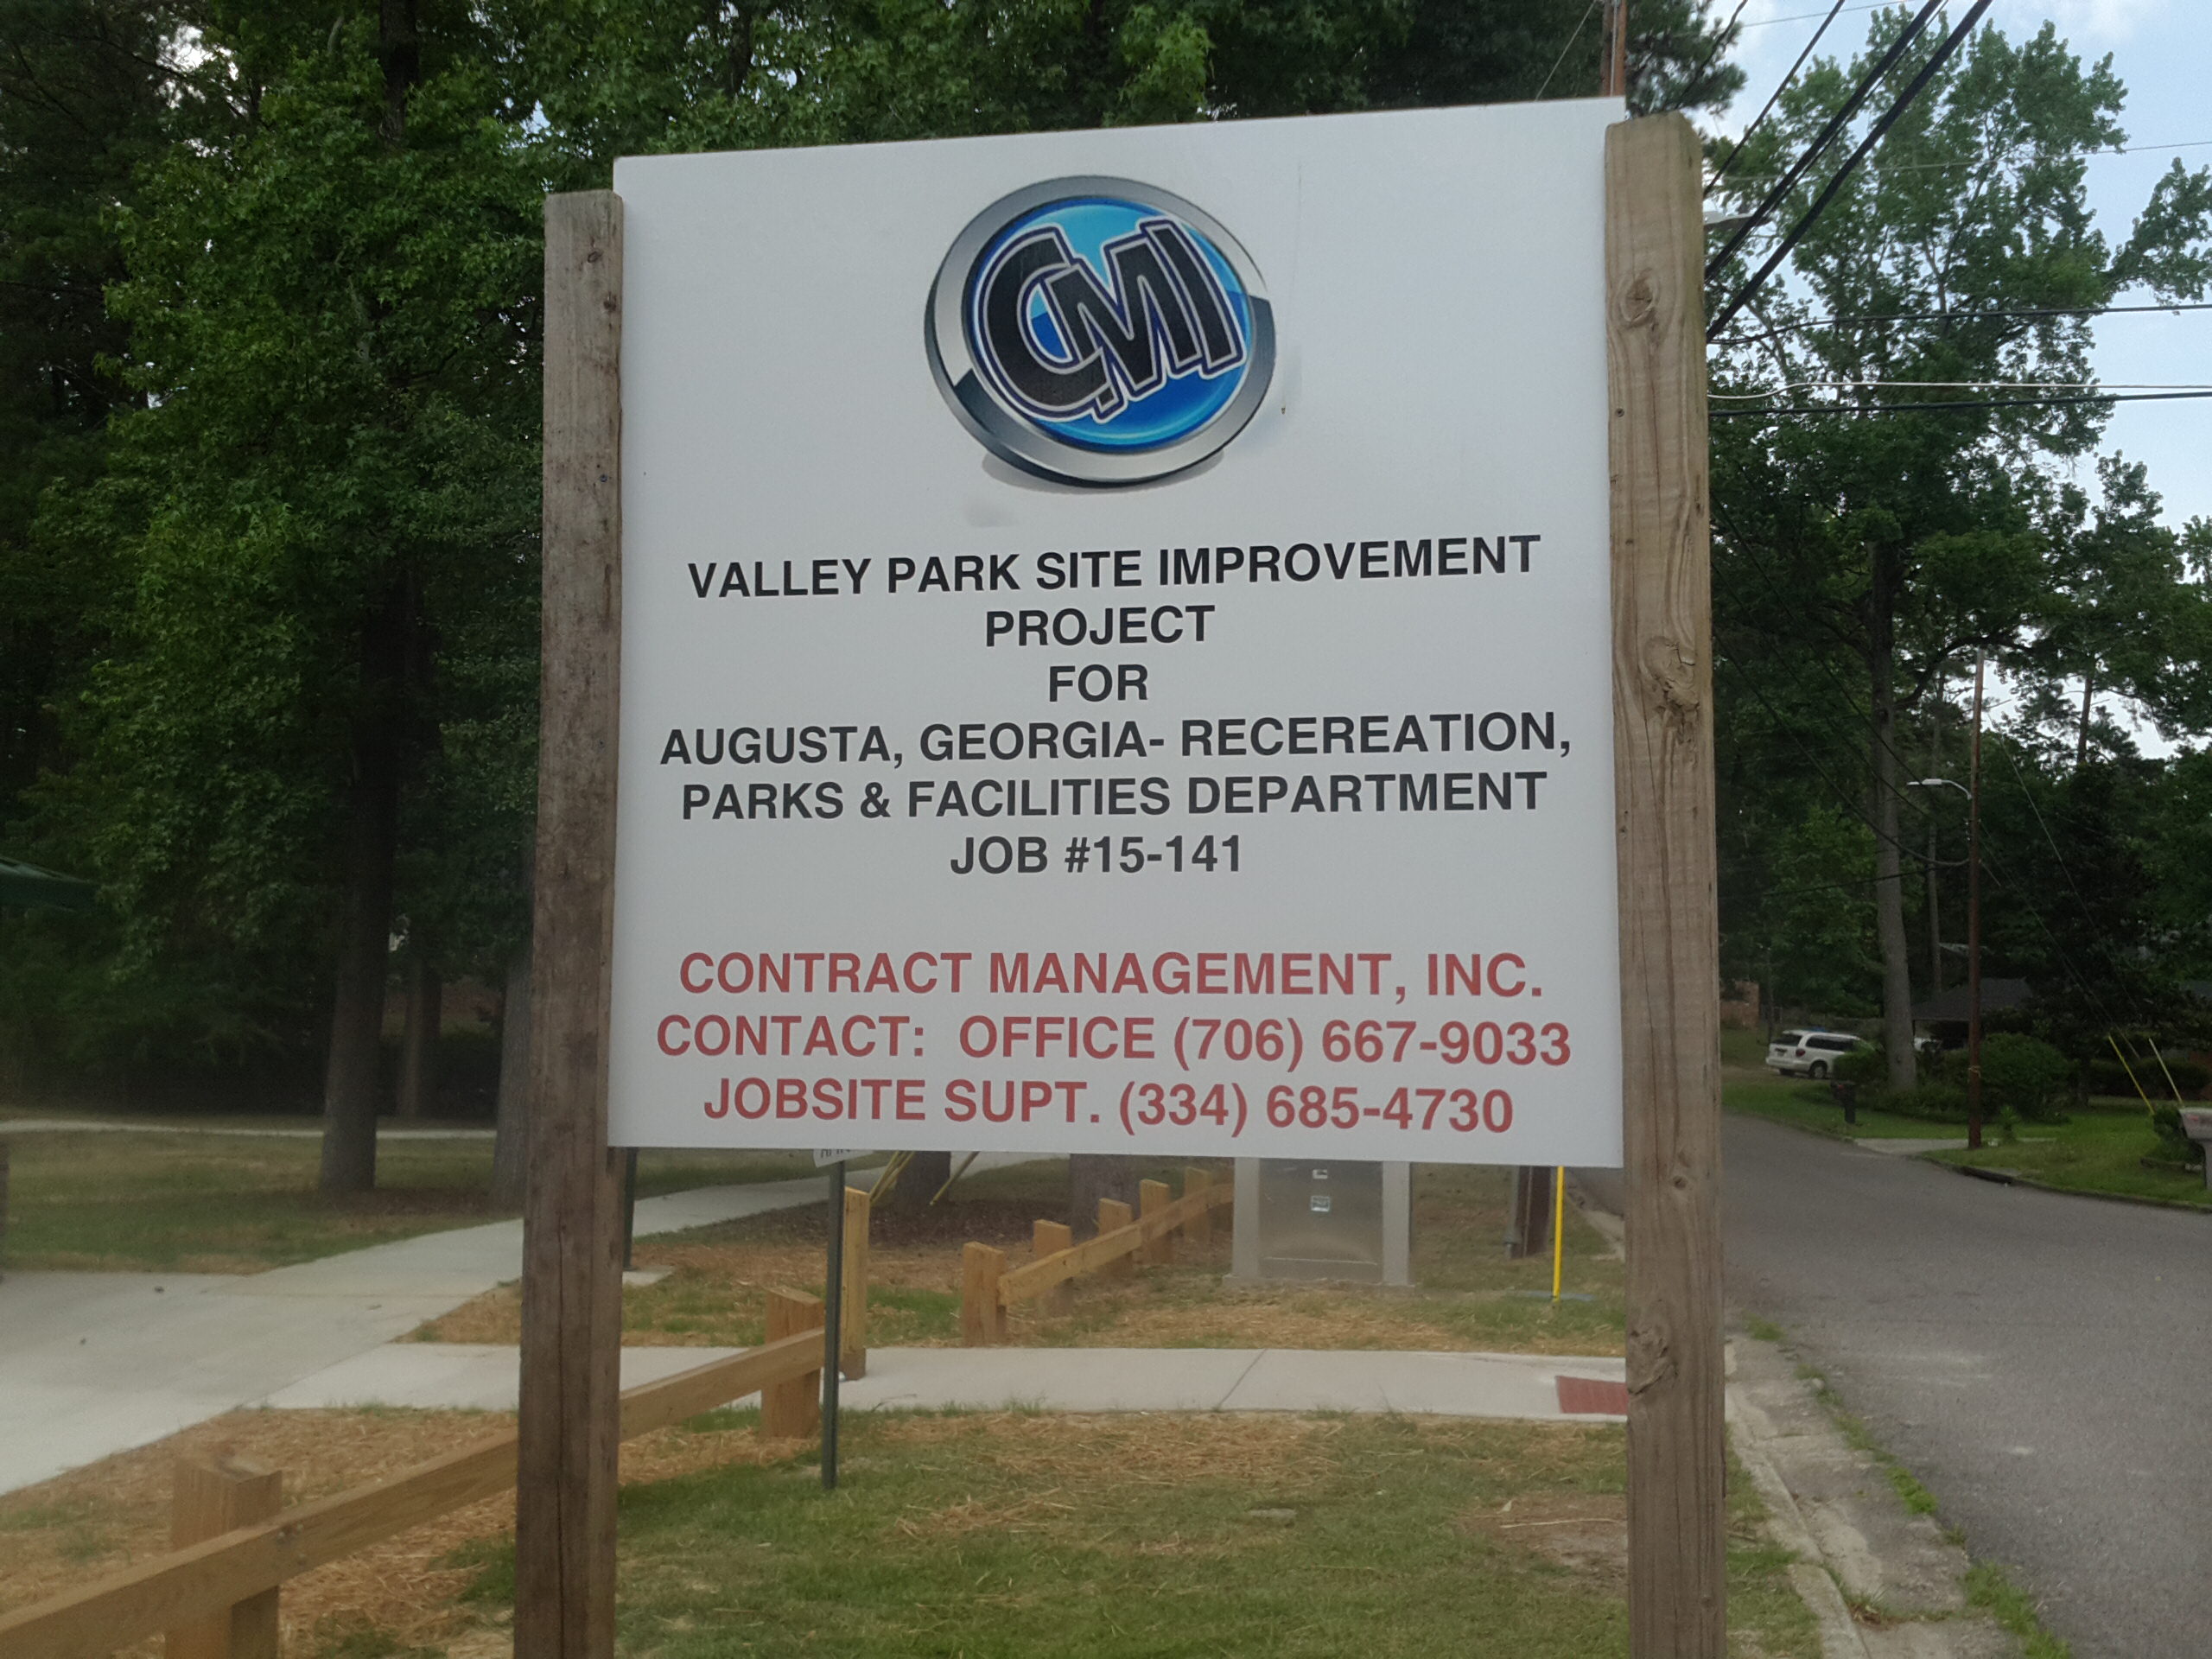 CMI
VALLEY PARK SITE IMPROVEMENT
PROJECT
FOR
AUGUSTA, GEORGIA- RECEREATION,
PARKS & FACILITIES DEPARTMENT
JOB #15-141
CONTRACT MANAGEMENT, INC.
CONTACT: OFFICE (706) 667-9033
JOBSITE SUPT. (334) 685-4730